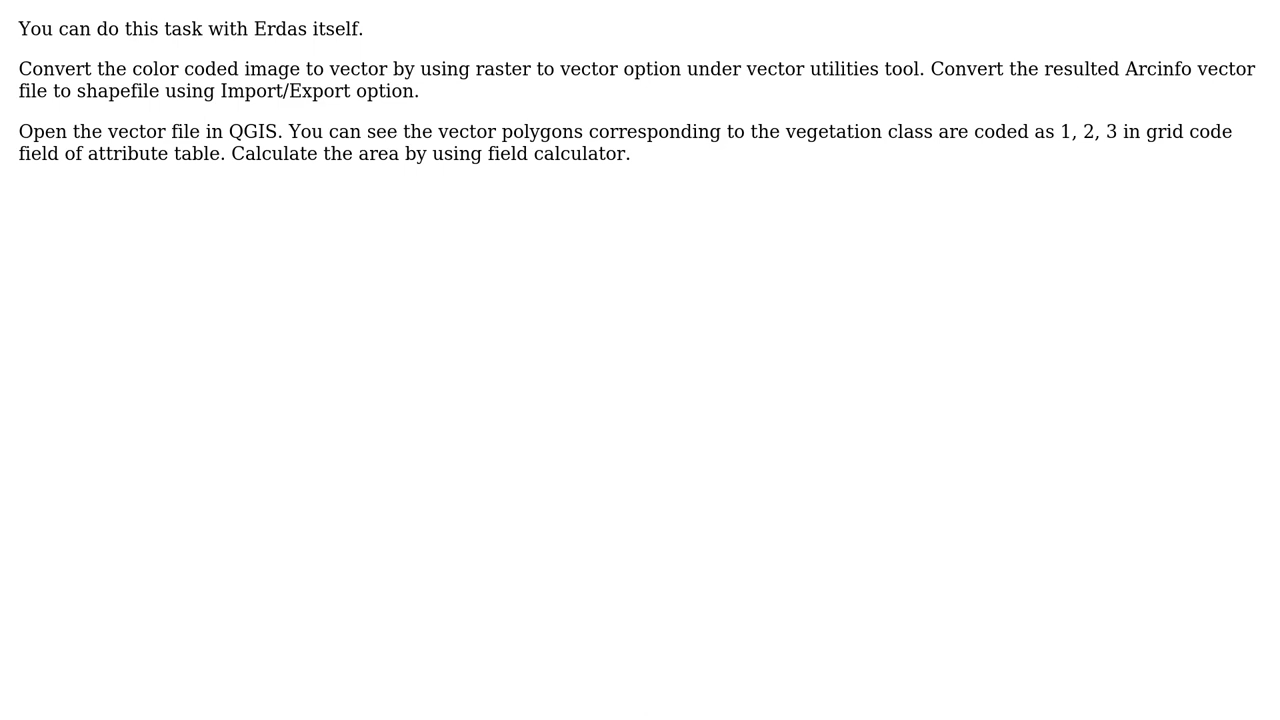 You can do this task with Erdas itself.
Convert the color coded image to vector by using raster to vector option under vector utilities tool. Convert the resulted Arcinfo vector
file to shapefile using Import/Export option.
Open the vector file in QGIS. You can see the vector polygons corresponding to the vegetation class are coded as 1, 2, 3 in grid code
field of attribute table. Calculate the area by using field calculator.